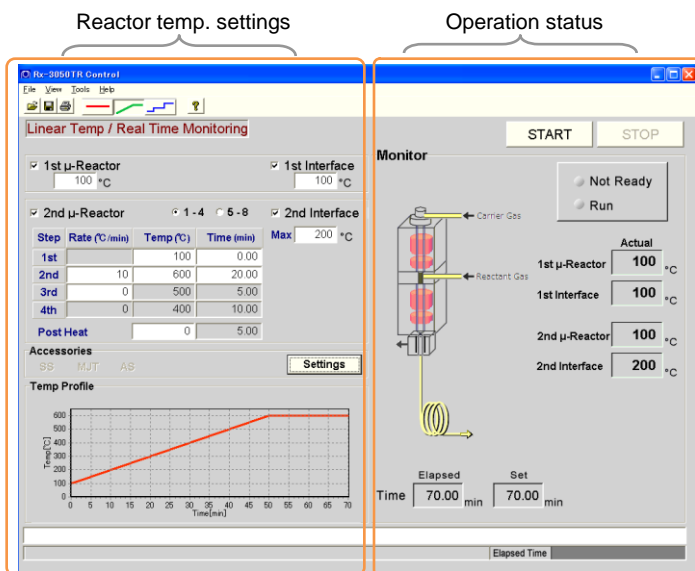 Reactor temp. settings
Operation status
Rx-3050TR Control
File View Tools Help
?
Linear Temp / Real Time Monitoring
START STOP
1st μ-Reactor 1st Interface
100 °C 100 °C
2nd μ-Reactor 1 - 4 5 - 8 2nd Interface
Max 200 °C
Step Rate (℃/min) Temp (℃) Time (min)
1st 100 0.00
2nd 10 600 20.00
3rd 0 500 5.00
4th 0 400 10.00
Post Heat 0 5.00
Accessories
SS MJT AS Settings
Temp Profile
Temp[℃]
600
500
400
300
200
100
0
0 5 10 15 20 25 30 35 40 45 50 55 60 65 70
Time[min]
Monitor
Not Ready
Run
Carrier Gas
Reactant Gas
Actual
1st μ-Reactor 100 °C
1st Interface 100 °C
2nd μ-Reactor 100 °C
2nd Interface 200 °C
Elapsed Set
Time 70.00 min 70.00 min
Elapsed Time